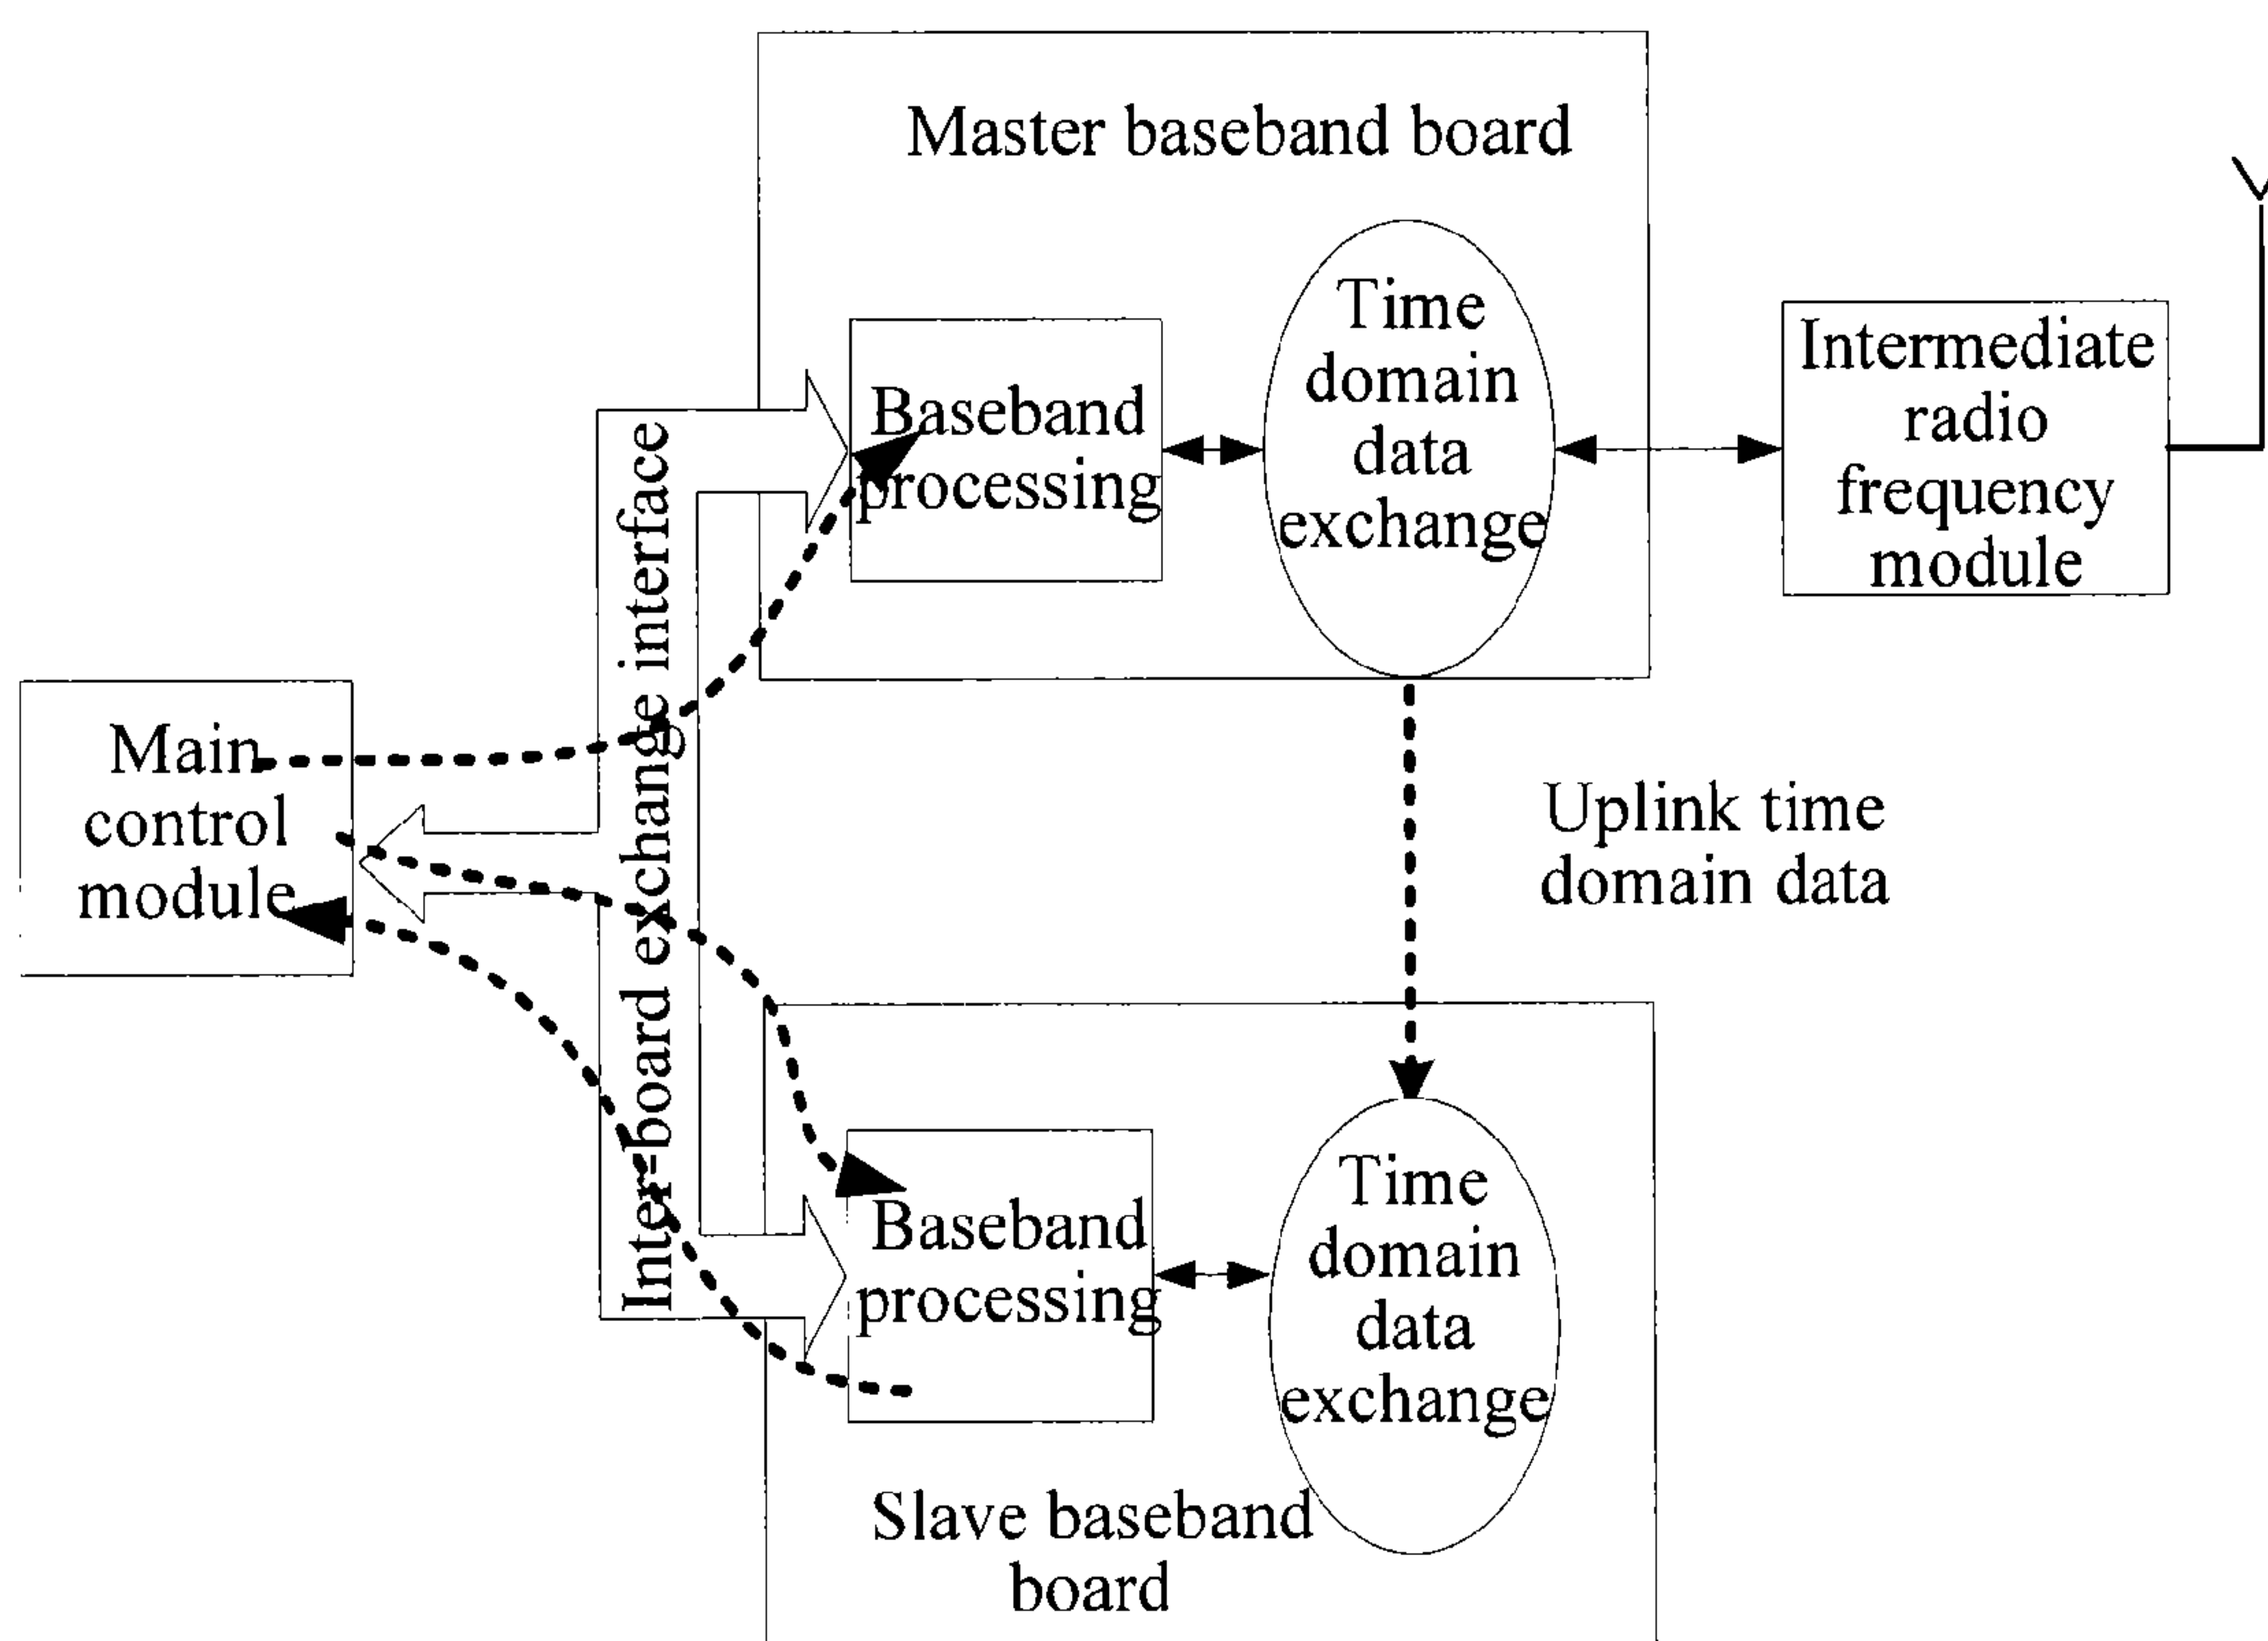 Master baseband board
Time
domain
data
exchange
Baseband
processing
Intermediate
radio
frequency
module
Inter-board exchange interface
Main
control
module
Uplink time
domain data
Time
domain
data
exchange
Baseband
processing
Slave baseband
board